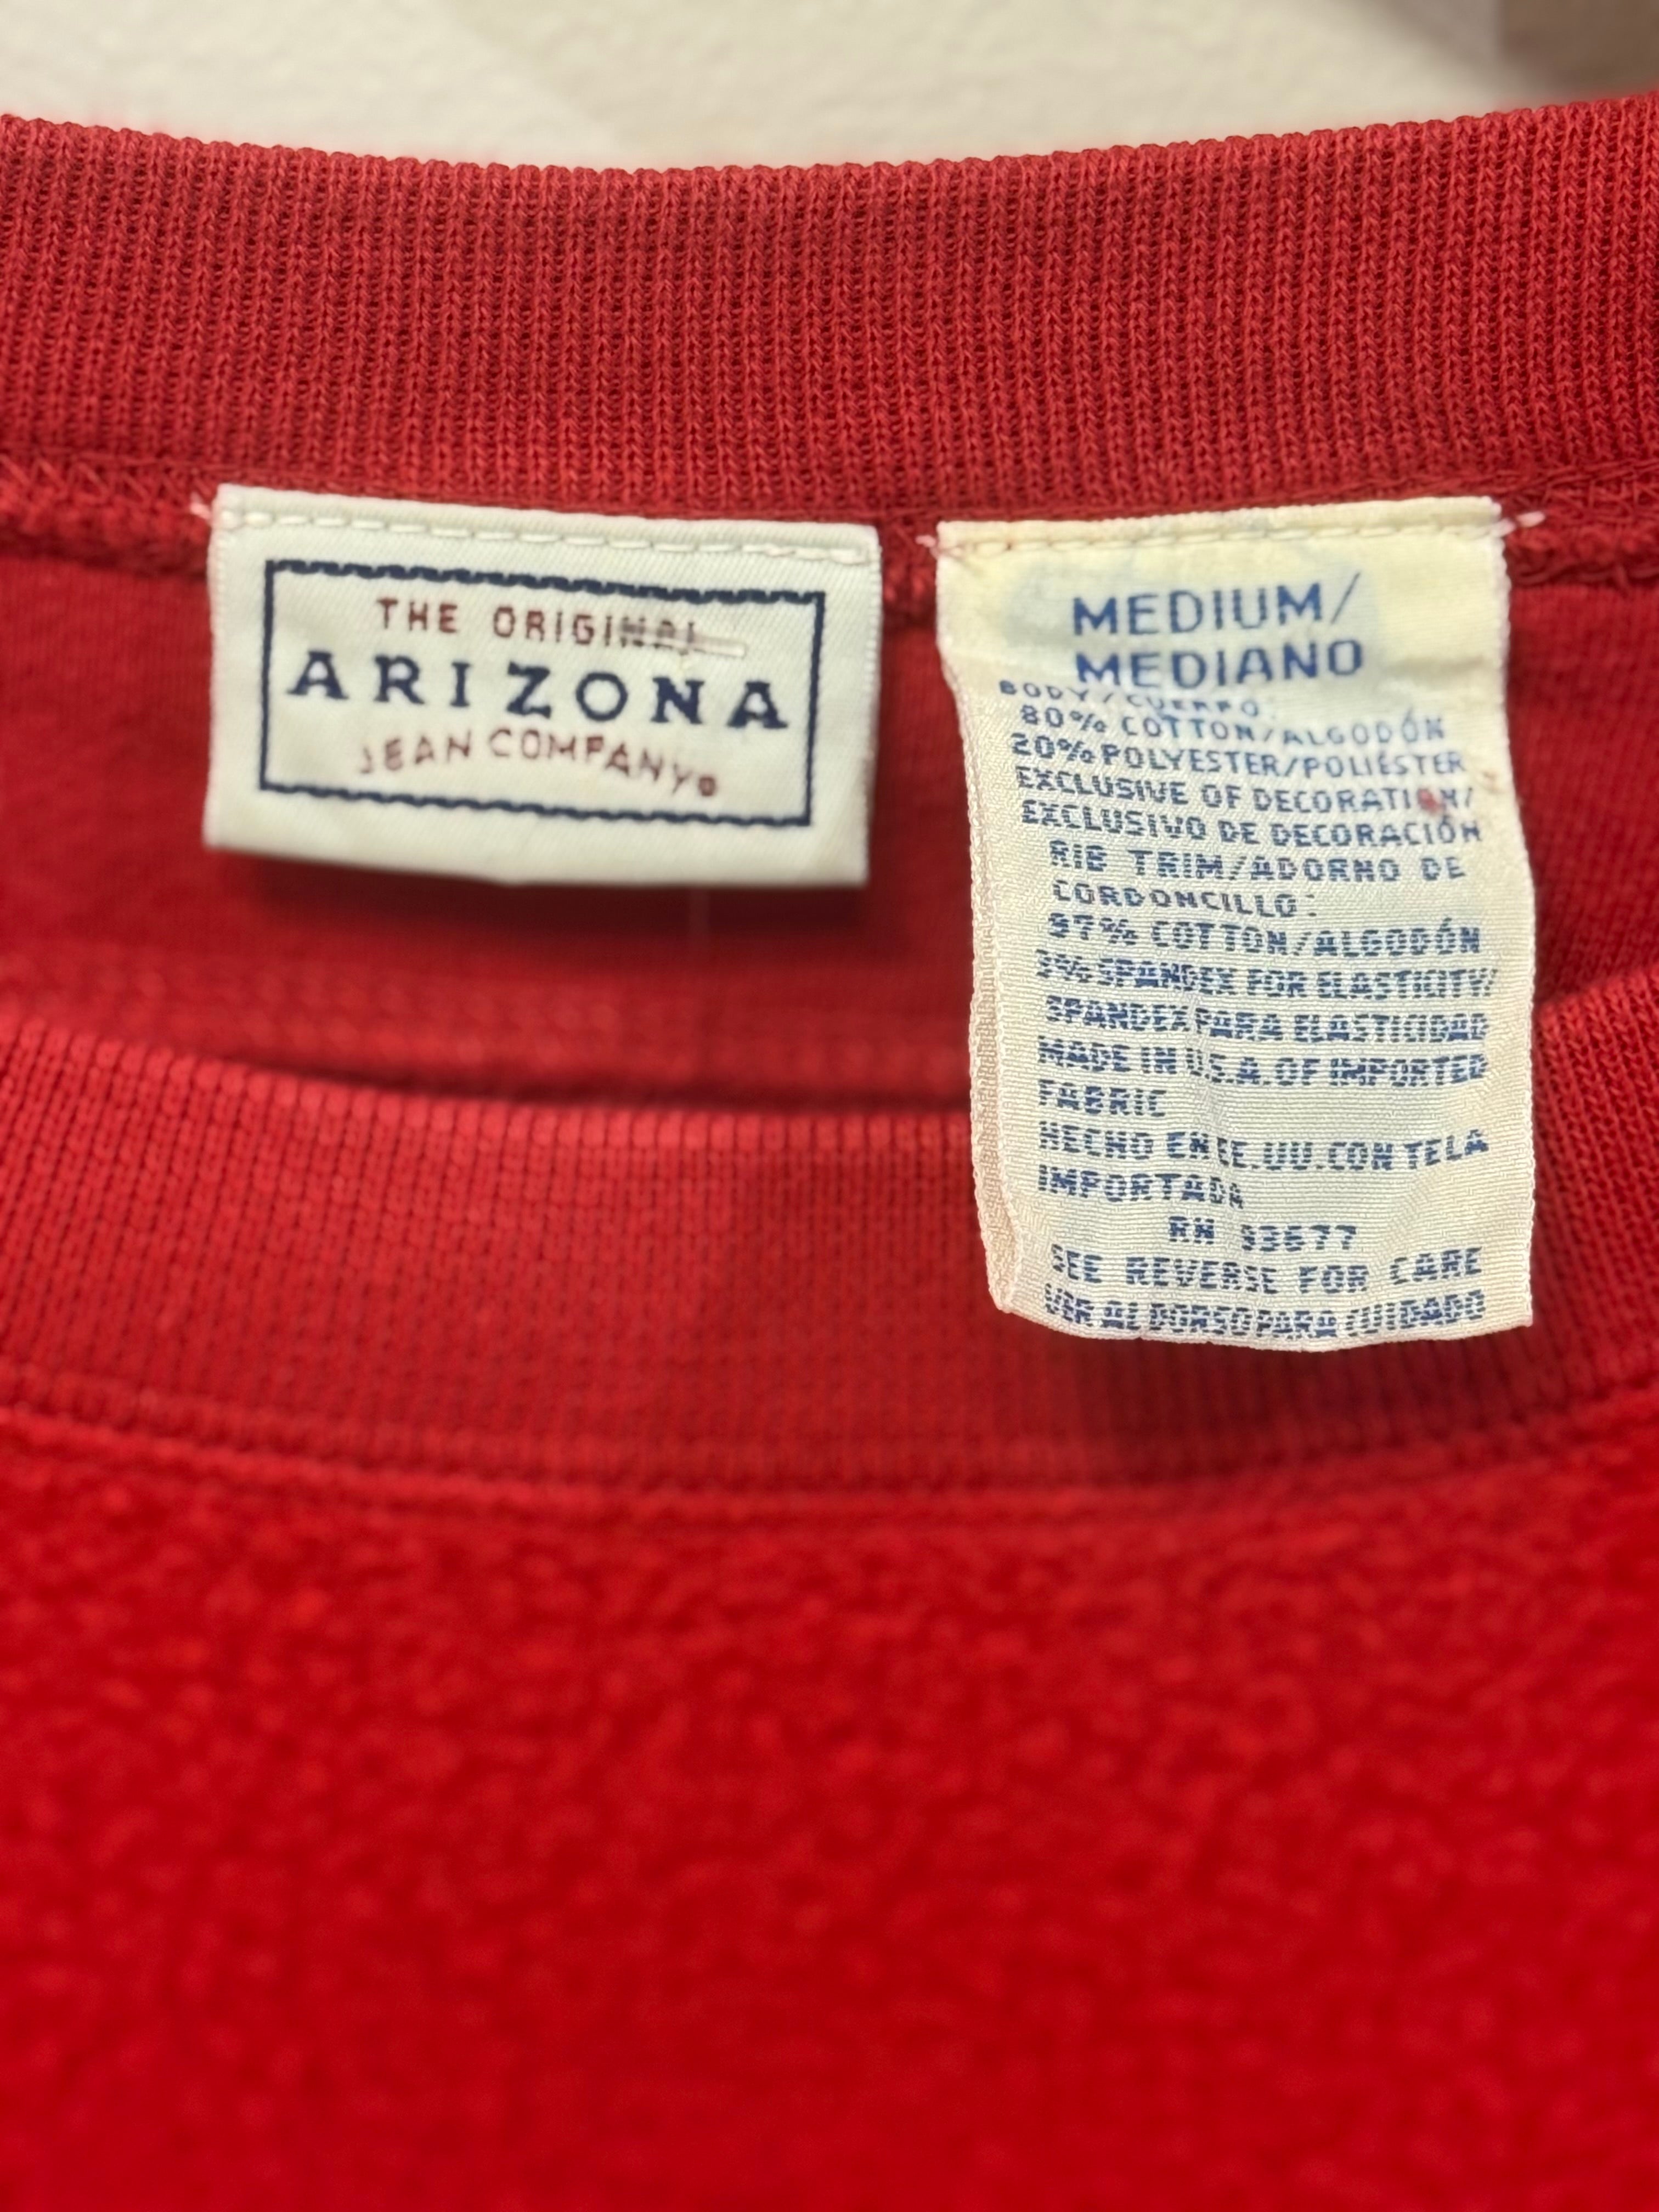 THE ORIGINAL
ARIZONA
JEAN COMPANY®
MEDIUM/
MEDIANO
BODY/CUERPO:
80% COTTON/ALGODÓN
20% POLYESTER/POLIÉSTER
EXCLUSIVE OF DECORATION/
EXCLUSIVO DE DECORACIÓN
RIB TRIM/ADORNO DE
CORDONCILLO:
97% COTTON/ALGODÓN
3% SPANDEX FOR ELASTICITY/
SPANDEX PARA ELASTICIDAD
MADE IN U.S.A. OF IMPORTED
FABRIC
HECHO EN EE.UU. CON TELA
IMPORTADA
RN 93677
SEE REVERSE FOR CARE
VER AL DORSO PARA CUIDADO